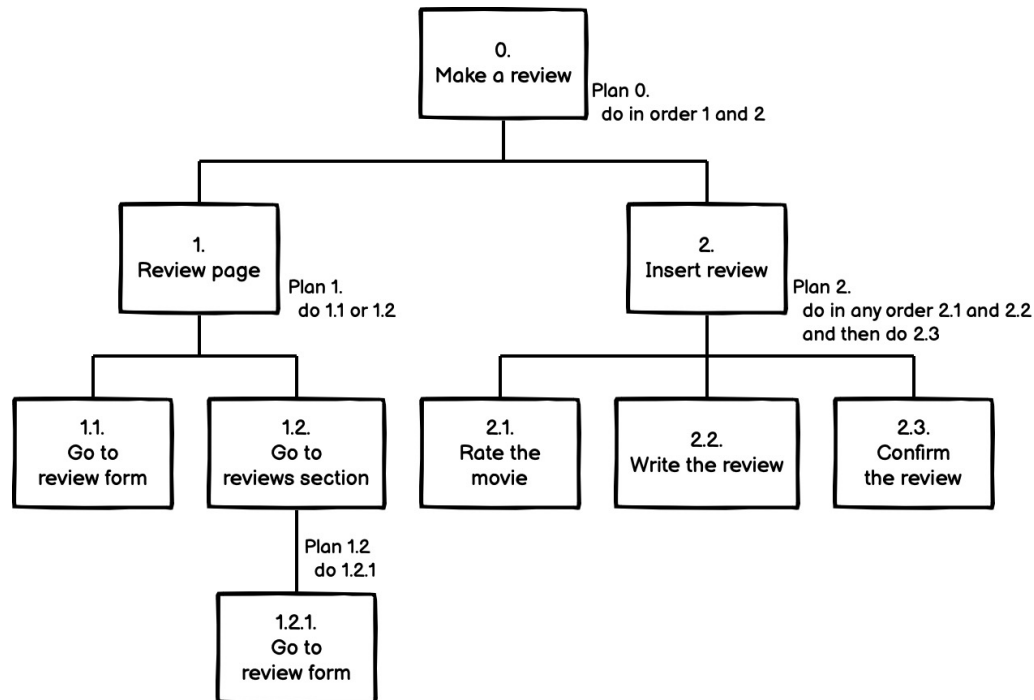 0.
Make a review
Plan 0.
do in order 1 and 2
1.
Review page
Plan 1.
do 1.1 or 1.2
2.
Insert review
Plan 2.
do in any order 2.1 and 2.2
and then do 2.3
1.1.
Go to
review form
1.2.
Go to
reviews section
2.1.
Rate the
movie
2.2.
Write the review
2.3.
Confirm
the review
Plan 1.2
do 1.2.1
1.2.1.
Go to
review form